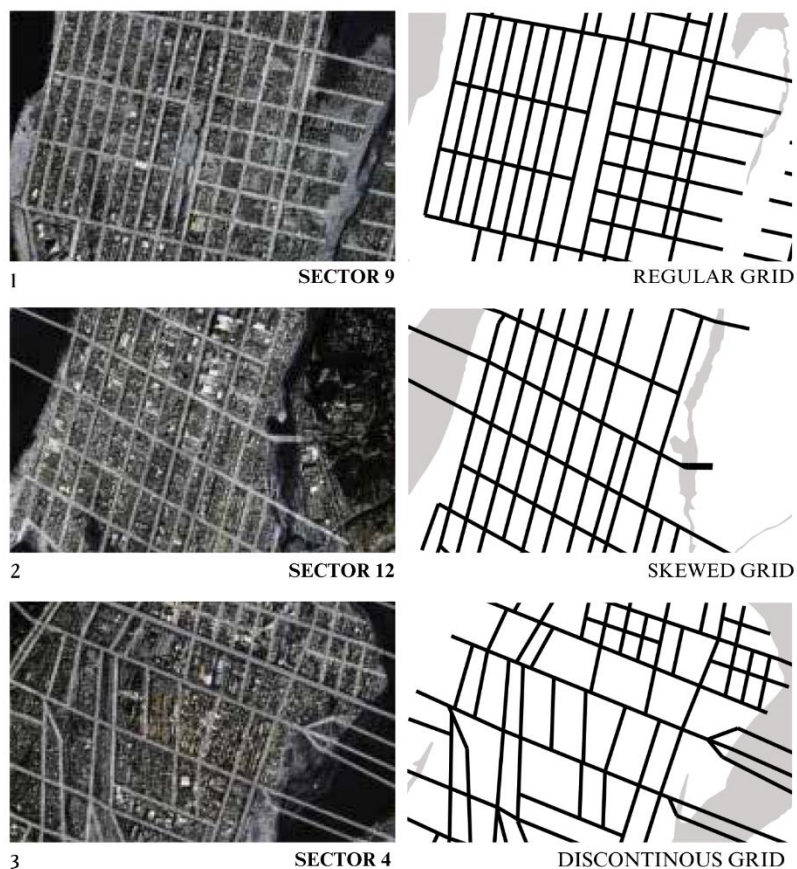 1 SECTOR 9 REGULAR GRID
2 SECTOR 12 SKEWED GRID
3 SECTOR 4 DISCONTINOUS GRID